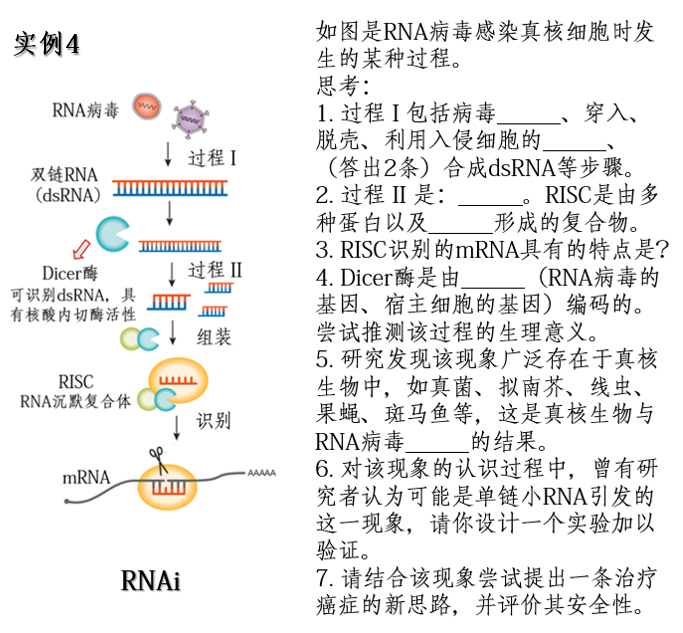 实例4
RNA病毒
过程Ⅰ
双链RNA
（dsRNA）
Dicer酶
可识别dsRNA，具
有核酸内切酶活性
过程Ⅱ
组装
RISC
RNA沉默复合体
识别
mRNA
AAAAA
RNAi
如图是RNA病毒感染真核细胞时发
生的某种过程。
思考：
1. 过程Ⅰ包括病毒______、穿入、
脱壳、利用入侵细胞的______、
（答出2条）合成dsRNA等步骤。
2. 过程Ⅱ是：______。RISC是由多
种蛋白以及______形成的复合物。
3. RISC识别的mRNA具有的特点是?
4. Dicer酶是由______（RNA病毒的
基因、宿主细胞的基因）编码的。
尝试推测该过程的生理意义。
5. 研究发现该现象广泛存在于真核
生物中，如真菌、拟南芥、线虫、
果蝇、斑马鱼等，这是真核生物与
RNA病毒______的结果。
6. 对该现象的认识过程中，曾有研
究者认为可能是单链小RNA引发的
这一现象，请你设计一个实验加以
验证。
7. 请结合该现象尝试提出一条治疗
癌症的新思路，并评价其安全性。